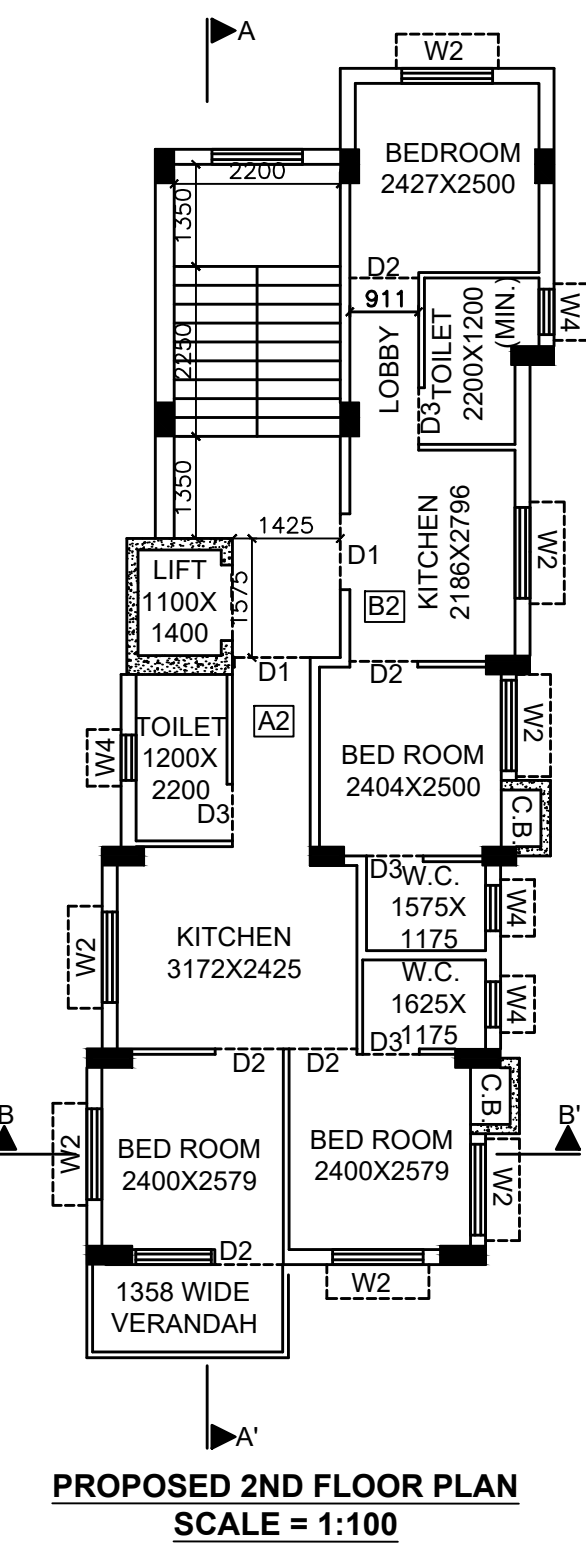 A
W2
BEDROOM
2427X2500
2200
1350
D2
911
W4
TOILET
2200X1200
(MIN.)
LOBBY
D3
2250
1350
1425
D1
KITCHEN
2186X2796
W2
LIFT
1100X
1400
1575
B2
D1
D2
A2
TOILET
1200X
2200
D3
W4
BED ROOM
2404X2500
W2
C.B.
D3
W.C.
1575X
1175
W4
KITCHEN
3172X2425
W2
W.C.
1625X
1175
D3
W4
D2
D2
C.B.
B
B'
W2
BED ROOM
2400X2579
BED ROOM
2400X2579
W2
D2
W2
1358 WIDE
VERANDAH
A'
PROPOSED 2ND FLOOR PLAN
SCALE = 1:100